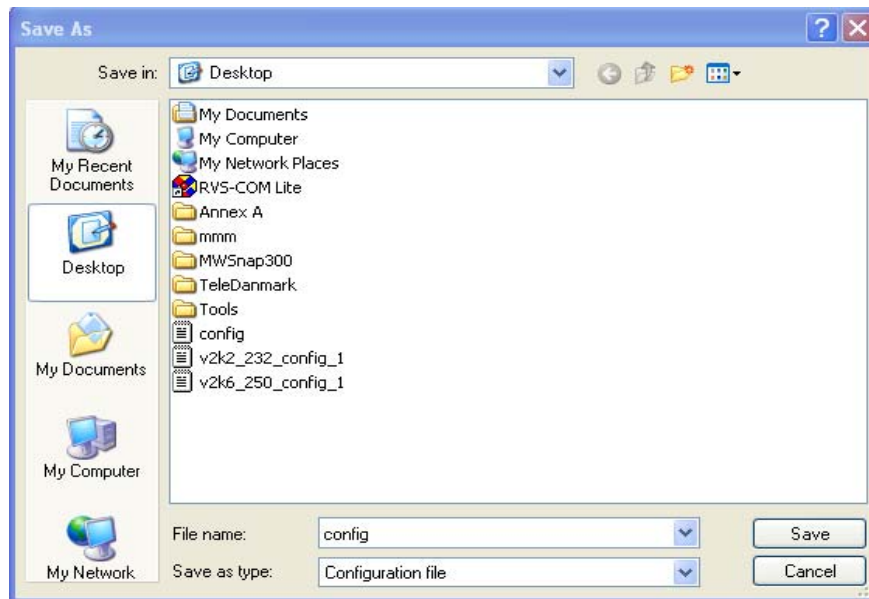 Save As
Save in: Desktop
My Recent
Documents
Desktop
My Documents
My Computer
My Network
My Documents
My Computer
My Network Places
RVS-COM Lite
Annex A
mmm
MWSnap300
TeleDanmark
Tools
config
v2k2_232_config_1
v2k6_250_config_1
File name: config Save
Save as type: Configuration file Cancel